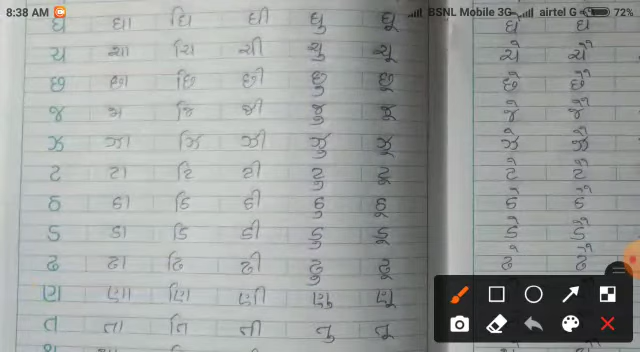 8:38 AM BSNL Mobile 3G airtel G 72%
ઘ ઘા ઘિ ઘી ઘુ ઘૂ ઘે ઘૈ
ચ ચા ચિ ચી ચુ ચૂ ચે ચૈ
છ છા છિ છી છુ છૂ છે છૈ
જ જા જિ જી જુ જૂ જે જૈ
ઝ ઝા ઝિ ઝી ઝુ ઝૂ ઝે ઝૈ
ટ ટા ટિ ટી ટુ ટૂ ટે ટૈ
ઠ ઠા ઠિ ઠી ઠુ ઠૂ ઠે ઠૈ
ડ ડા ડિ ડી ડુ ડૂ ડે ડૈ
ઢ ઢા ઢિ ઢી ઢુ ઢૂ ઢે ઢૈ
ણ ણા ણિ ણી ણુ ણૂ
ત તા તિ તી તુ તૂ